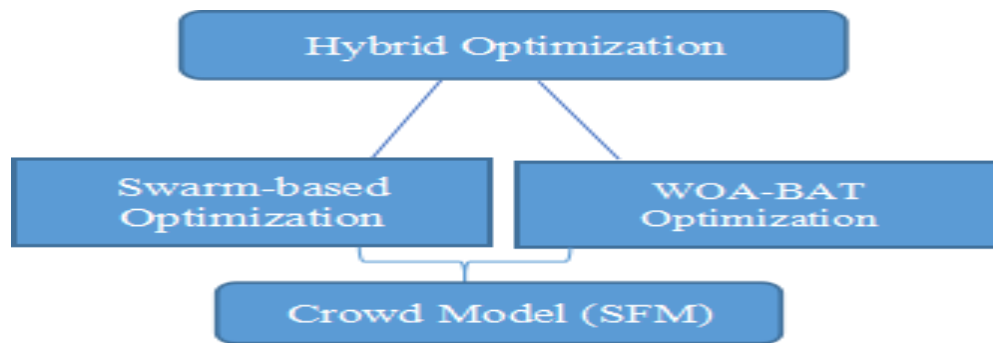 Hybrid Optimization
Swarm-based
Optimization
WOA-BAT
Optimization
Crowd Model (SFM)